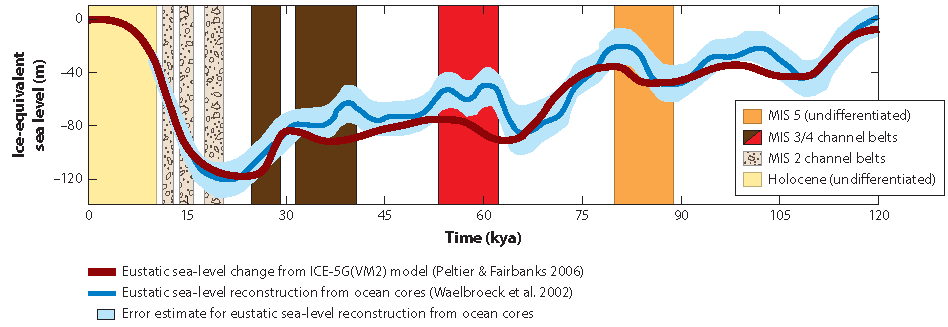 Ice-equivalent
sea level (m)
0
−40
−80
−120
0
15
30
45
60
75
90
105
120
Time (kya)
MIS 5 (undifferentiated)
MIS 3/4 channel belts
MIS 2 channel belts
Holocene (undifferentiated)
Eustatic sea-level change from ICE-5G(VM2) model (Peltier & Fairbanks 2006)
Eustatic sea-level reconstruction from ocean cores (Waelbroeck et al. 2002)
Error estimate for eustatic sea-level reconstruction from ocean cores